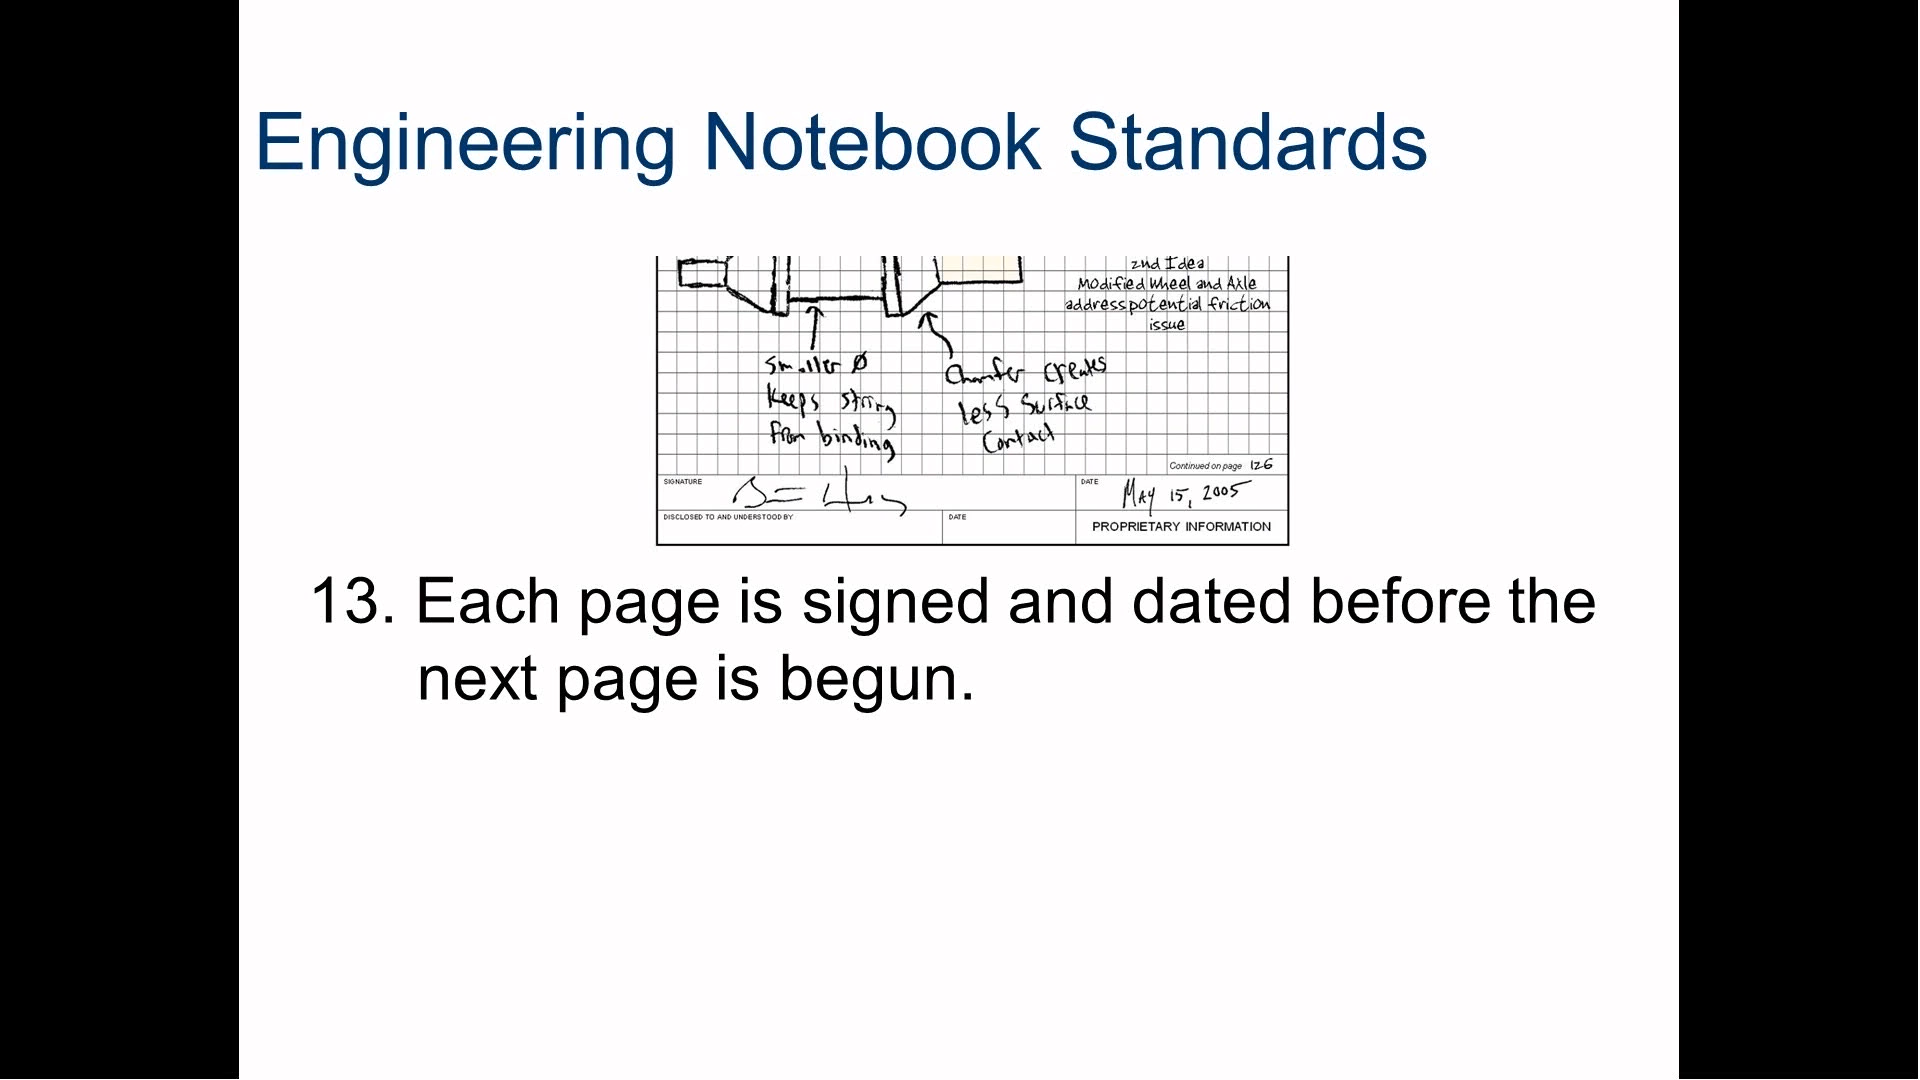 Engineering Notebook Standards
2nd Idea
Modified Wheel and Axle
address potential friction
issue
Smaller Ø
Keeps string
from binding
Chamfer creates
less surface
Contact
Continued on page 126
SIGNATURE
DATE
May 15, 2005
DISCLOSED TO AND UNDERSTOOD BY
DATE
PROPRIETARY INFORMATION
13. Each page is signed and dated before the
next page is begun.